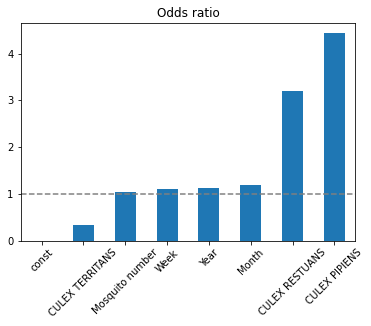 Odds ratio
4
3
2
1
0
const
CULEX TERRITANS
Mosquito number
Week
Year
Month
CULEX RESTUANS
CULEX PIPIENS